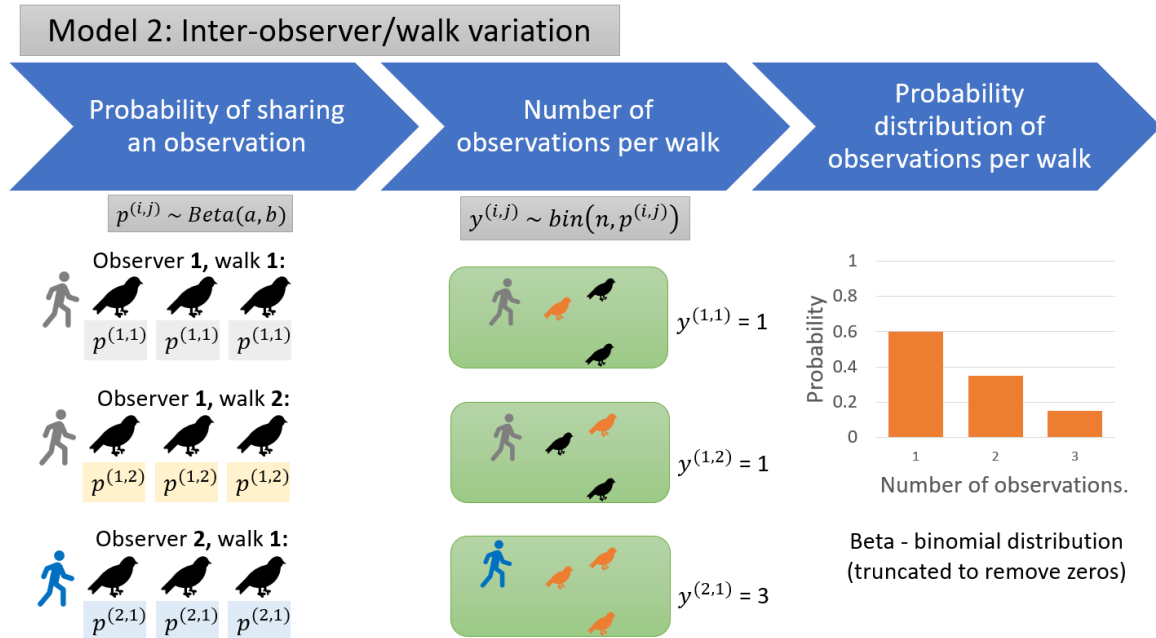 Model 2: Inter-observer/walk variation
Probability of sharing
an observation
Number of
observations per walk
Probability
distribution of
observations per walk
p^(i,j) ~ Beta(a, b)
y^(i,j) ~ bin(n, p^(i,j))
Observer 1, walk 1:
p^(1,1) p^(1,1) p^(1,1)
y^(1,1) = 1
Observer 1, walk 2:
p^(1,2) p^(1,2) p^(1,2)
y^(1,2) = 1
Observer 2, walk 1:
p^(2,1) p^(2,1) p^(2,1)
y^(2,1) = 3
Probability
1
0.8
0.6
0.4
0.2
0
1 2 3
Number of observations.
Beta - binomial distribution
(truncated to remove zeros)